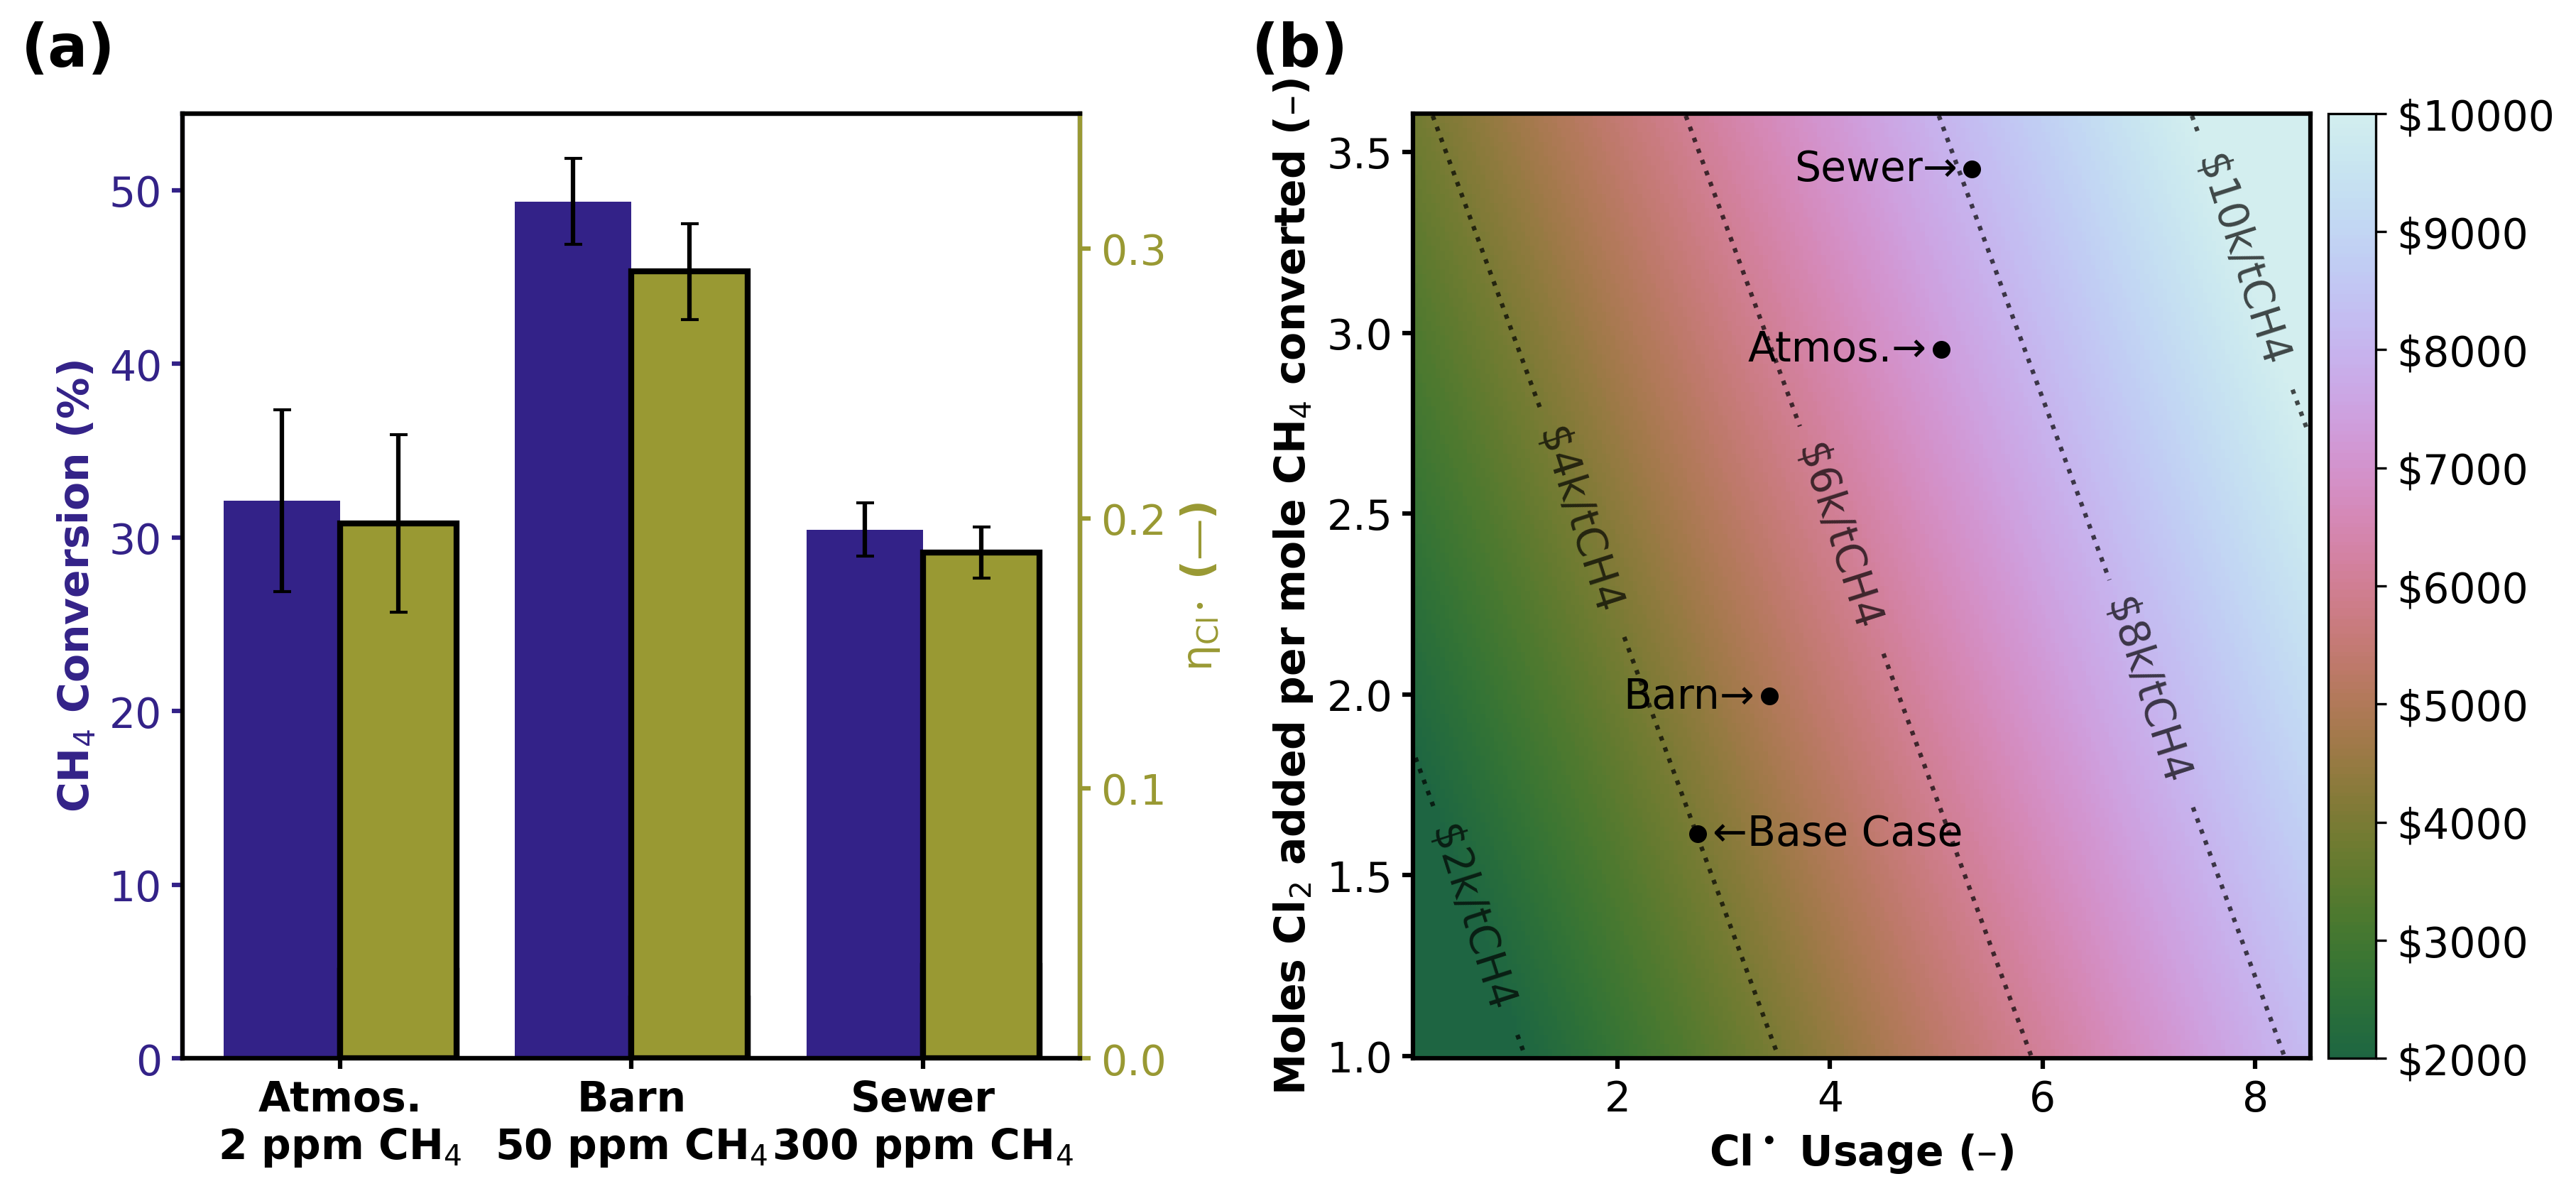 (a)
CH₄ Conversion (%)
50
40
30
20
10
0
0.3
0.2
0.1
0.0
η_Cl• (—)
Atmos.
2 ppm CH₄
Barn
50 ppm CH₄
Sewer
300 ppm CH₄
(b)
Moles Cl₂ added per mole CH₄ converted (–)
3.5
3.0
2.5
2.0
1.5
1.0
Sewer→
Atmos.→
Barn→
←Base Case
$2k/tCH4
$4k/tCH4
$6k/tCH4
$8k/tCH4
$10k/tCH4
2
4
6
8
Cl• Usage (–)
$10000
$9000
$8000
$7000
$6000
$5000
$4000
$3000
$2000